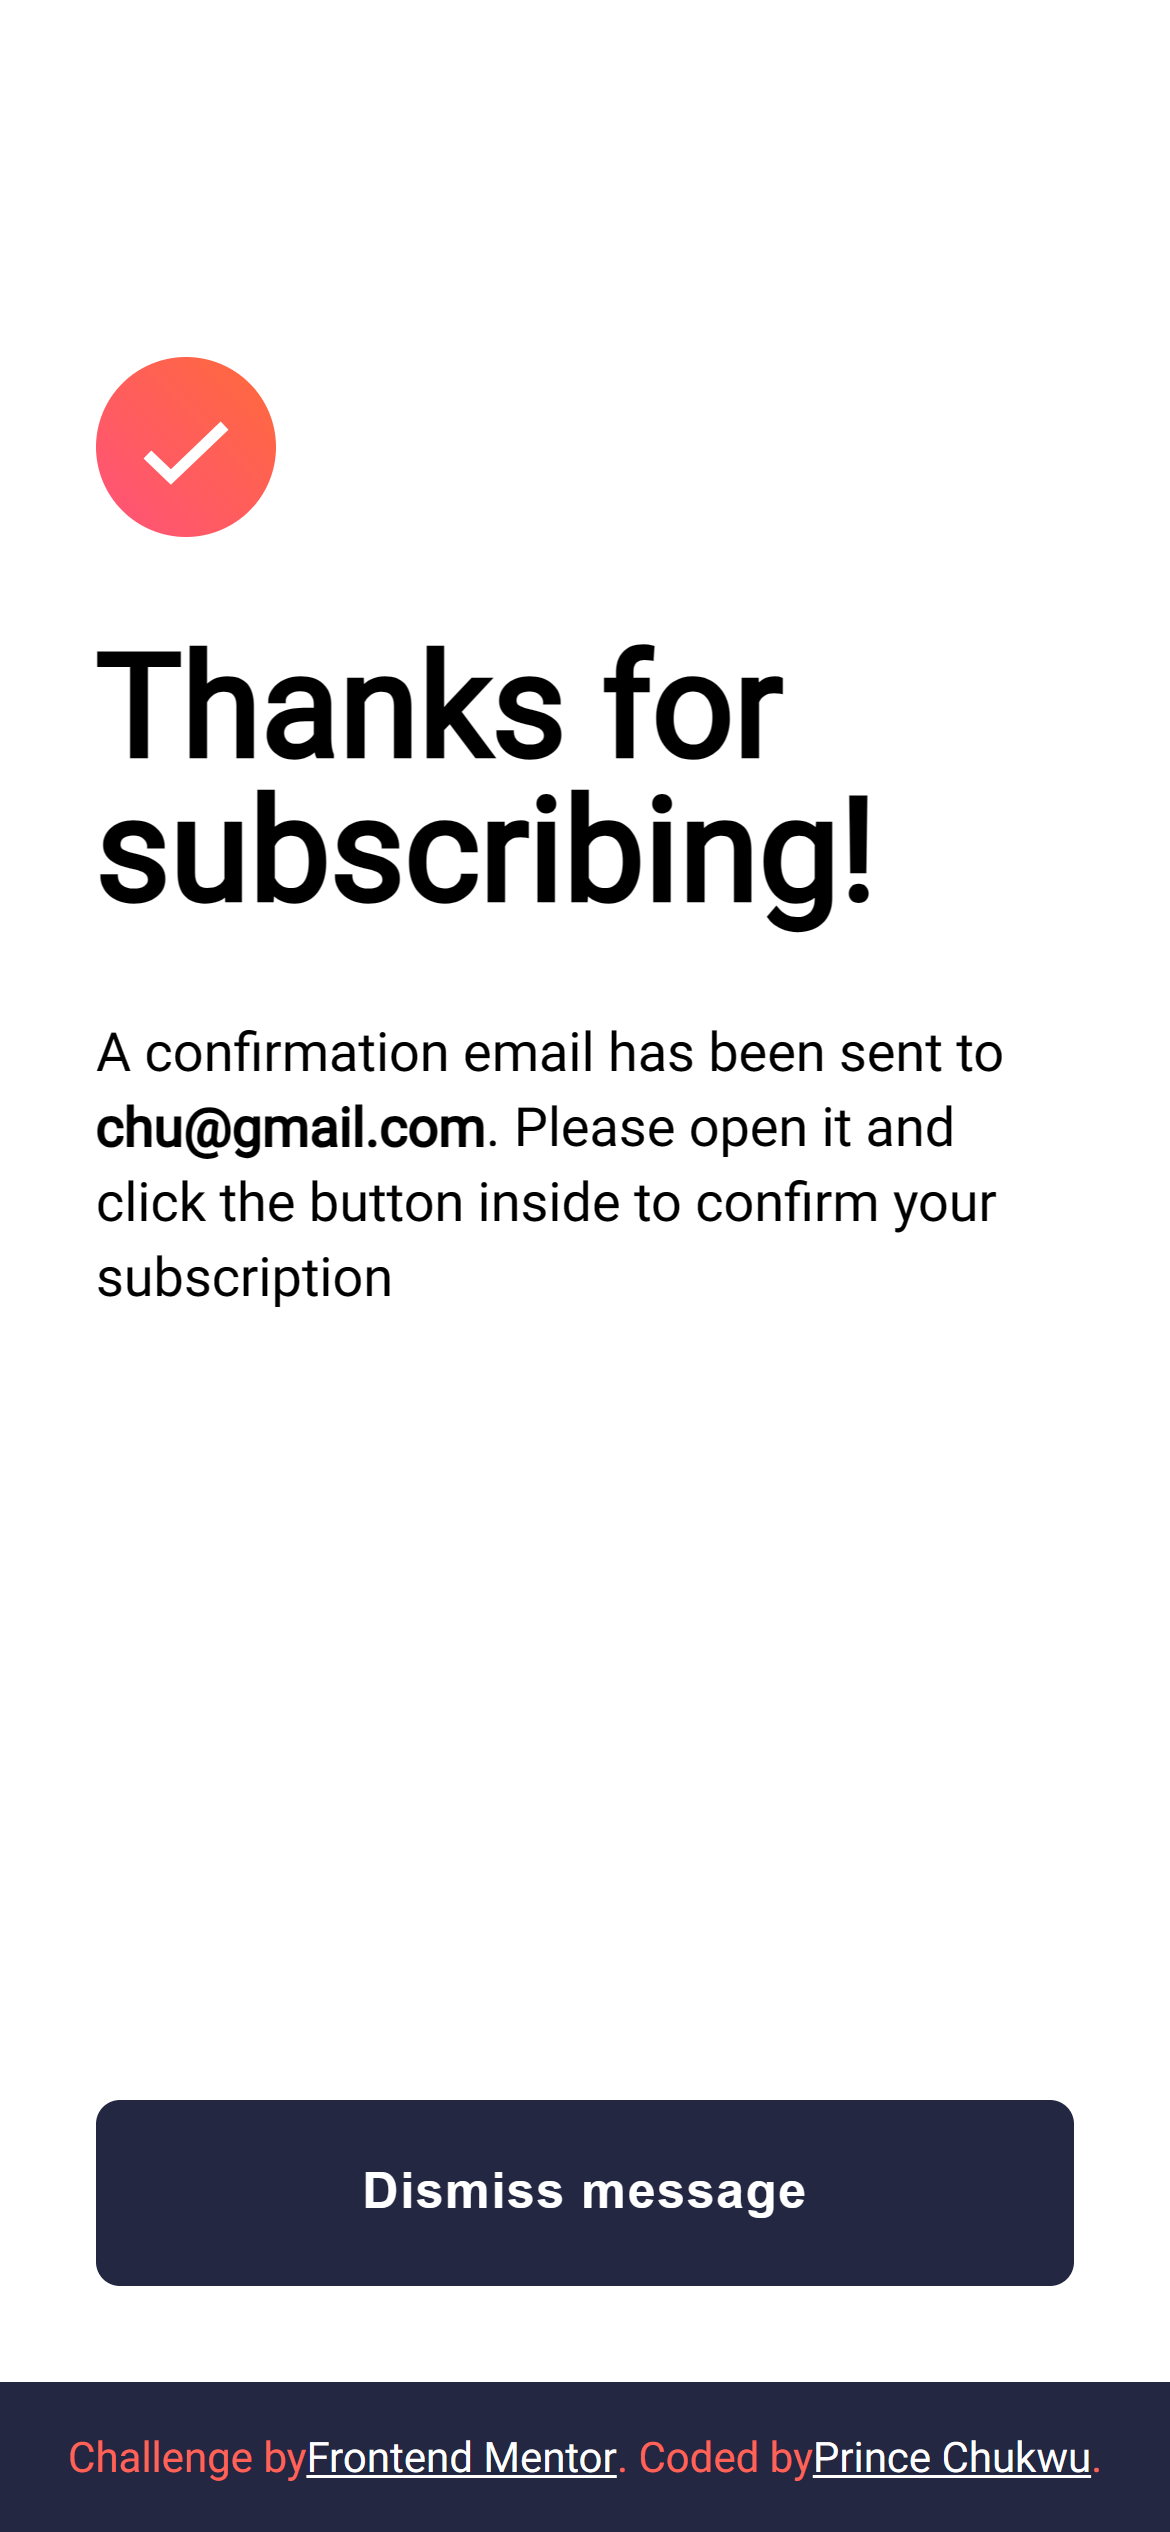 Thanks for
subscribing!
A confirmation email has been sent to
chu@gmail.com. Please open it and
click the button inside to confirm your
subscription
Dismiss message
Challenge byFrontend Mentor. Coded byPrince Chukwu.